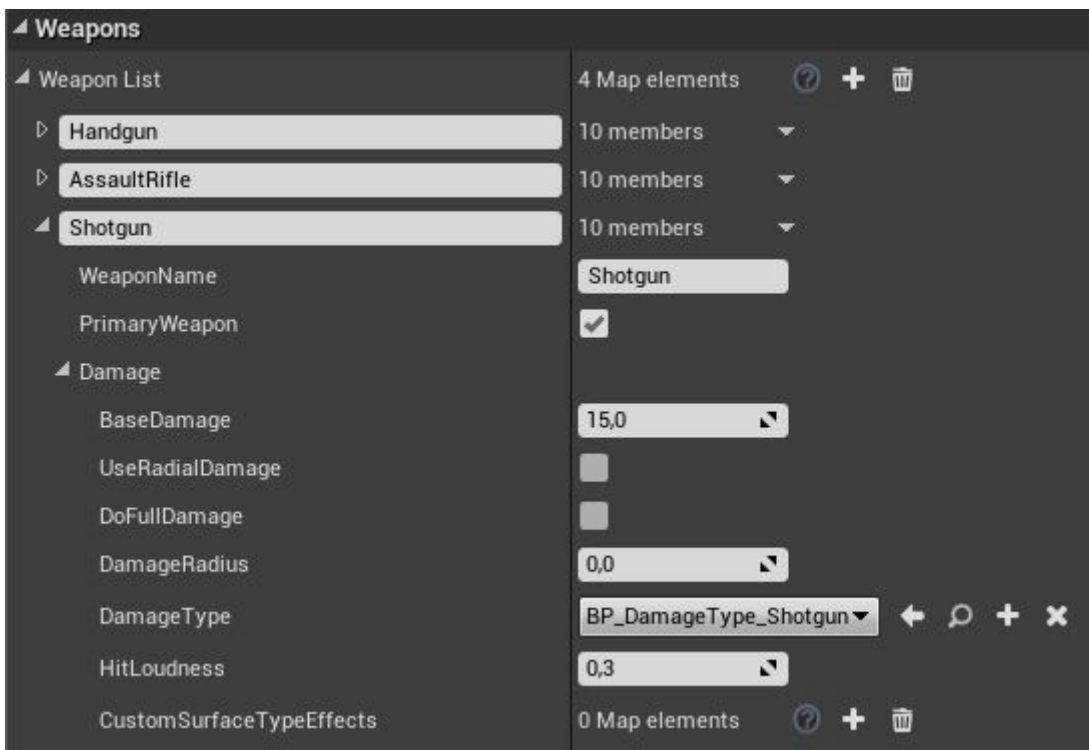 Weapons
Weapon List 4 Map elements
Handgun 10 members
AssaultRifle 10 members
Shotgun 10 members
WeaponName Shotgun
PrimaryWeapon
Damage
BaseDamage 15,0
UseRadialDamage
DoFullDamage
DamageRadius 0,0
DamageType BP_DamageType_Shotgun
HitLoudness 0,3
CustomSurfaceTypeEffects 0 Map elements